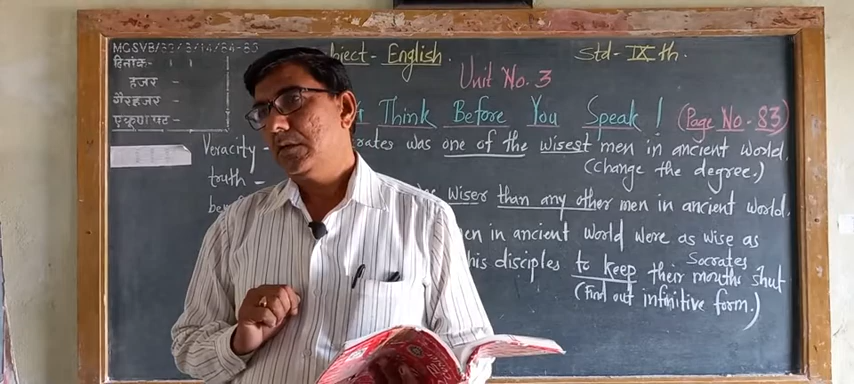 MGSVB/
दिनांक-
हजर -
गैरहजर -
एकूण पट -
bject - English.
Std - IX th.
Unit No. 3
Think Before You Speak! (Page No - 83)
Veracity - rates was one of the wisest men in ancient world.
(change the degree.)
truth - wiser than any other men in ancient world.
be
en in ancient world were as wise as
Socrates
his disciples to keep their mouths shut
(Find out infinitive form.)